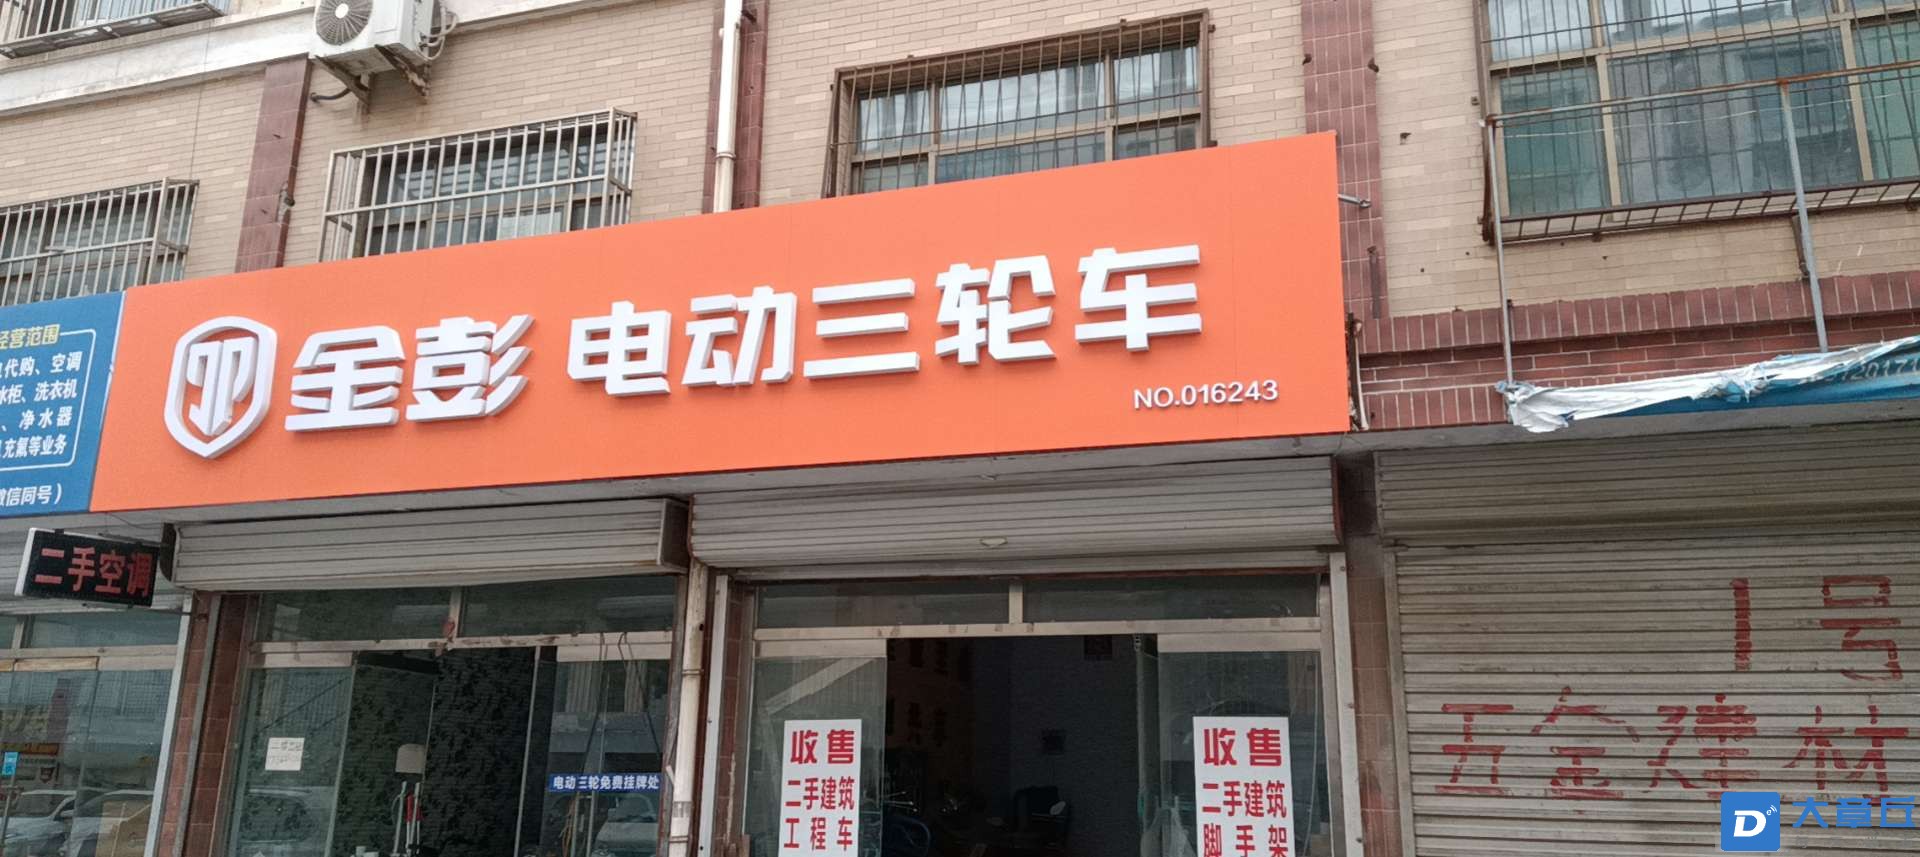 金彭 电动三轮车
NO.016243
经营范围
代购、空调
水柜、洗衣机
、净水器
充氟等业务
微信同号）
二手空调
电动三轮免费挂牌处
收售
二手建筑
工程车
收售
二手建筑
脚手架
1号
五金建材
大章丘